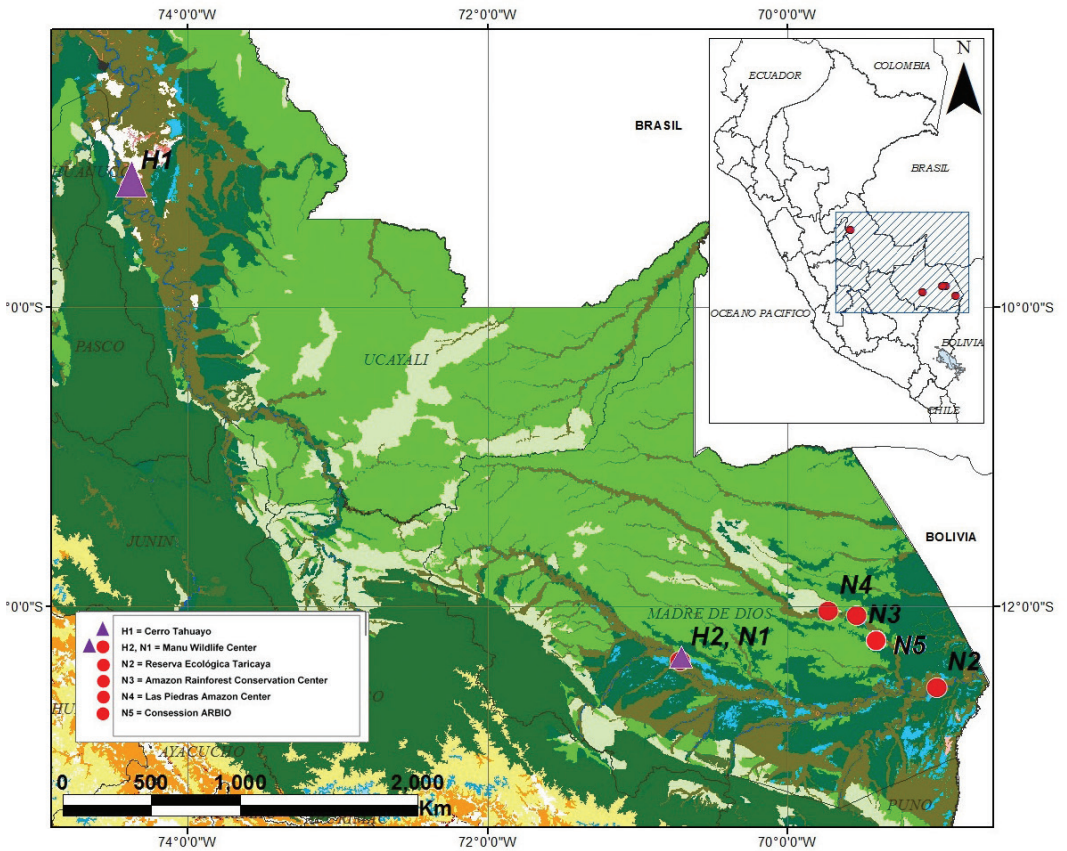 74°0'0"W
72°0'0"W
70°0'0"W
N
COLOMBIA
ECUADOR
BRASIL
BRASIL
H1
HUANUCO
°0'0"S
10°0'0"S
OCEANO PACIFICO
PASCO
UCAYALI
BOLIVIA
CHILE
JUNIN
BOLIVIA
N4
°0'0"S
12°0'0"S
MADRE DE DIOS
N3
H2, N1
N5
N2
H1 = Cerro Tahuayo
H2, N1 = Manu Wildlife Center
N2 = Reserva Ecológica Taricaya
N3 = Amazon Rainforest Conservation Center
N4 = Las Piedras Amazon Center
N5 = Consession ARBIO
HU
CO
AYACUCHO
PUNO
0 500 1,000 2,000
Km
74°0'0"W
72°0'0"W
70°0'0"W